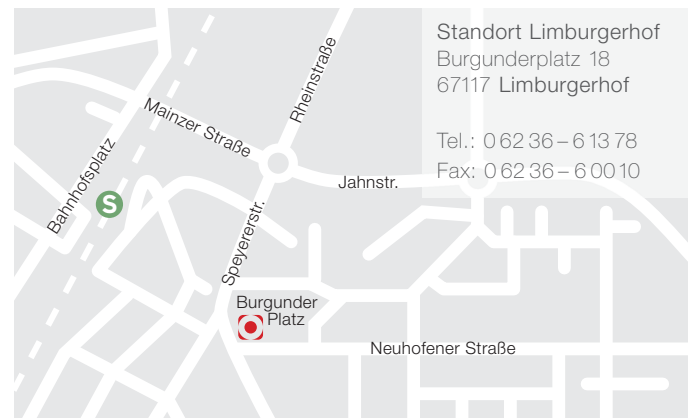 Standort Limburgerhof
Burgunderplatz 18
67117 Limburgerhof
Tel.: 0 62 36 – 6 13 78
Fax: 0 62 36 – 6 00 10
Rheinstraße
Mainzer Straße
Bahnhofsplatz
Jahnstr.
S
Speyererstr.
Burgunder
Platz
Neuhofener Straße